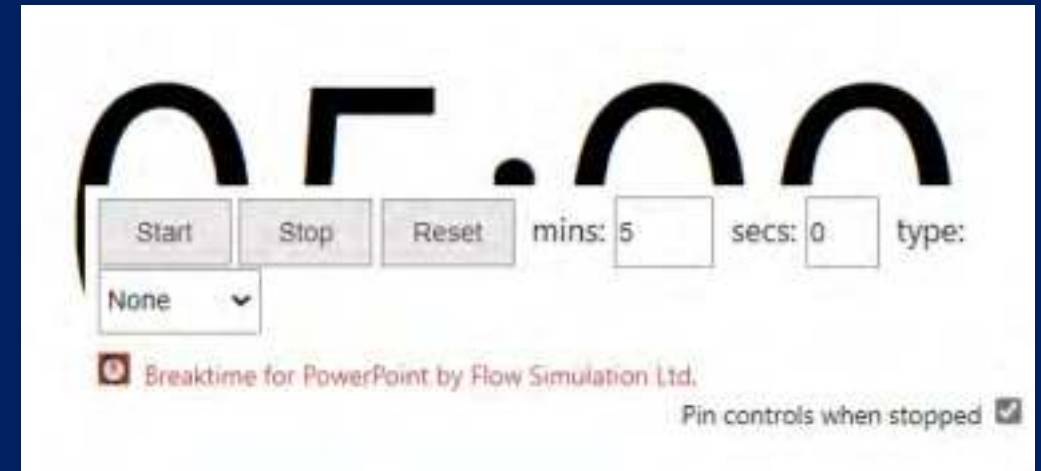 05:00
Start Stop Reset mins: 5 secs: 0 type:
None
Breaktime for PowerPoint by Flow Simulation Ltd.
Pin controls when stopped